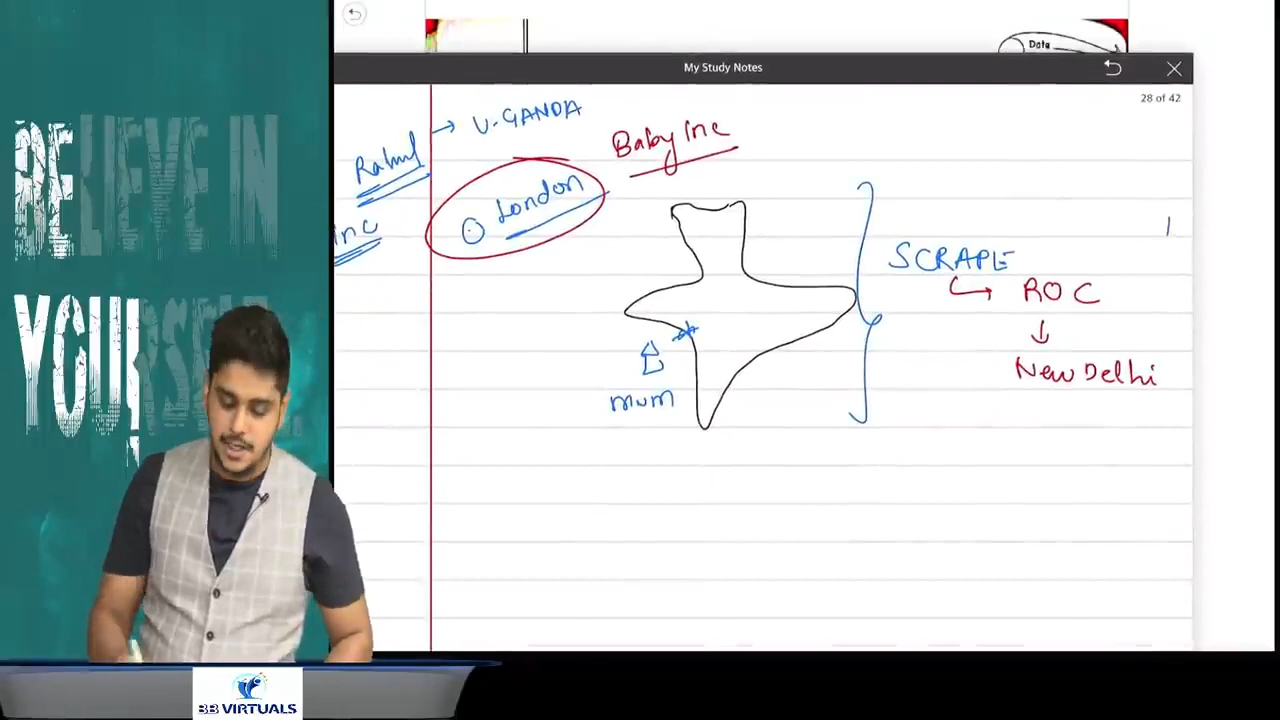 Date
My Study Notes
28 of 42
U-GANDA
Rahul
Baby inc
London
inc
SCRAPE
ROC
New Delhi
mum
BELIEVE IN
YOURSELF
BB VIRTUALS